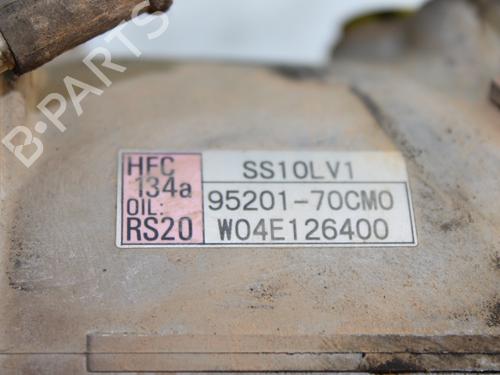 B-PARTS
HFC
134a
OIL:
RS20
SS10LV1
95201-70CM0
W04E126400